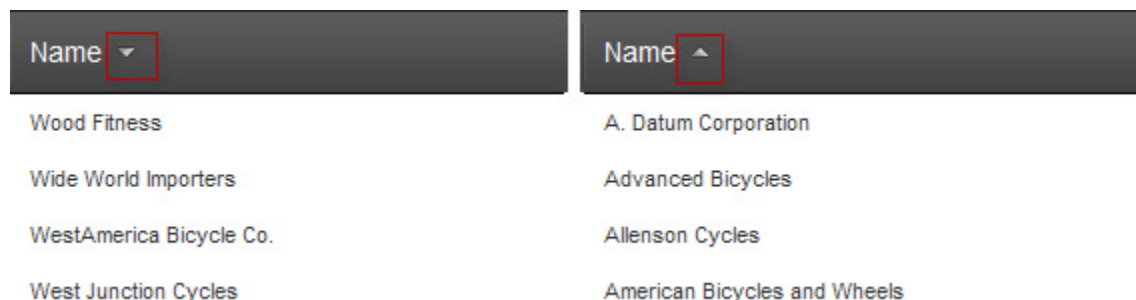 Name
Wood Fitness
Wide World Importers
WestAmerica Bicycle Co.
West Junction Cycles
Name
A. Datum Corporation
Advanced Bicycles
Allenson Cycles
American Bicycles and Wheels